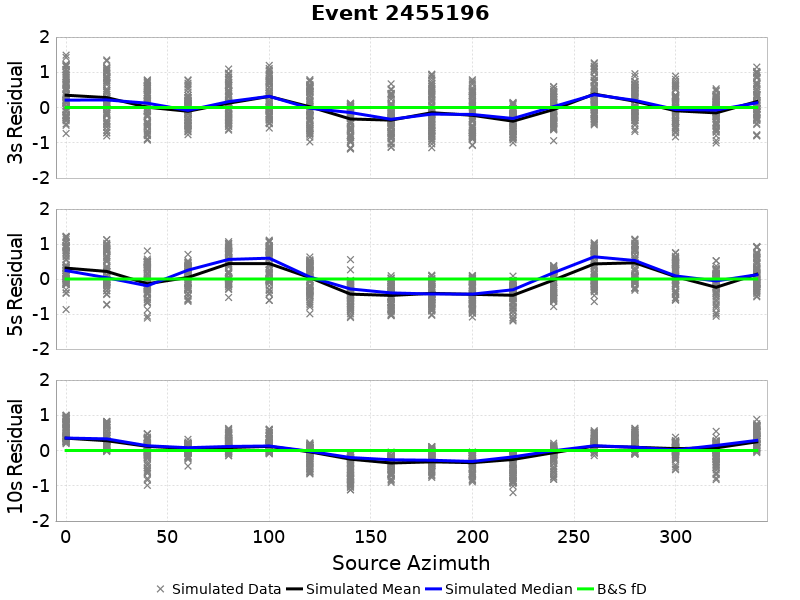 Event 2455196
2
1
0
-1
-2
3s Residual
2
1
0
-1
-2
5s Residual
2
1
0
-1
-2
10s Residual
0 50 100 150 200 250 300
Source Azimuth
Simulated Data Simulated Mean Simulated Median B&S fD